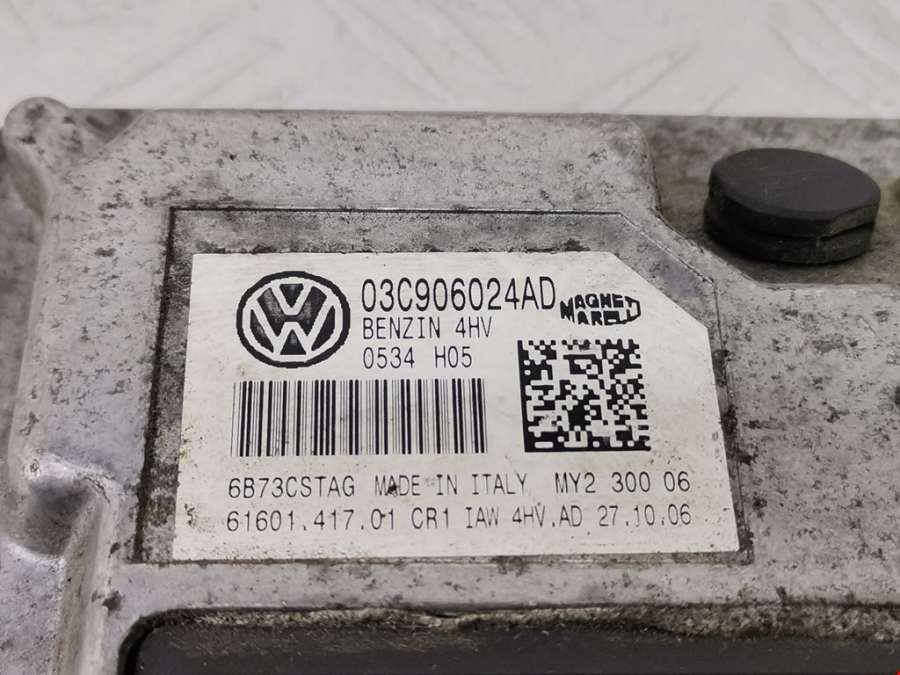 03C906024AD
MAGNETI
MARELLI
BENZIN 4HV
0534 H05
6B73CSTAG MADE IN ITALY MY2 300 06
61601.417.01 CR1 IAW 4HV.AD 27.10.06